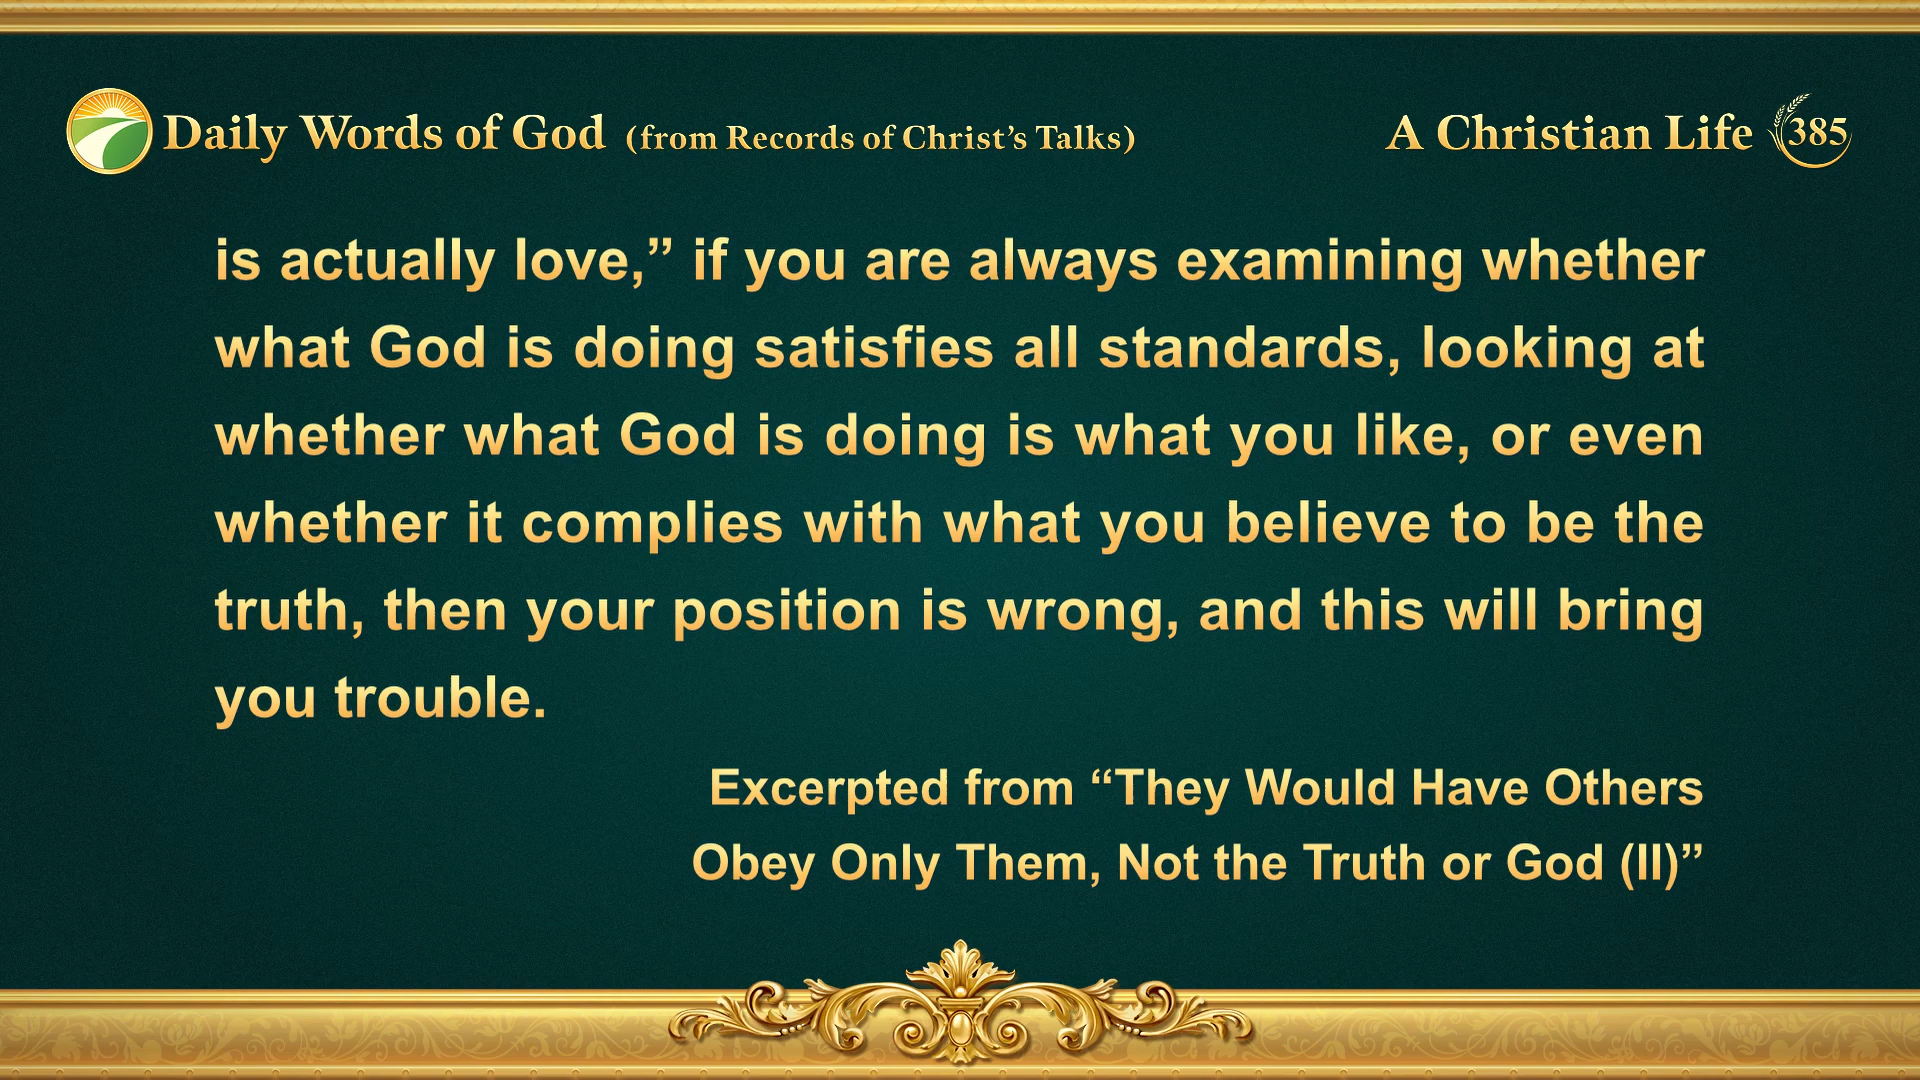 Daily Words of God (from Records of Christ’s Talks)
A Christian Life 385
is actually love,” if you are always examining whether
what God is doing satisfies all standards, looking at
whether what God is doing is what you like, or even
whether it complies with what you believe to be the
truth, then your position is wrong, and this will bring
you trouble.
Excerpted from “They Would Have Others
Obey Only Them, Not the Truth or God (II)”